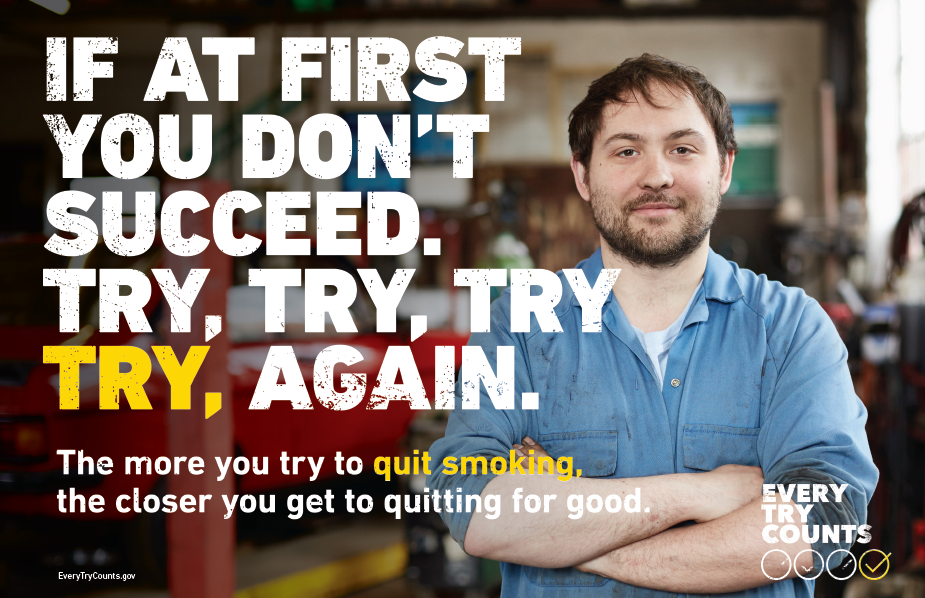 IF AT FIRST
YOU DON'T
SUCCEED.
TRY, TRY, TRY
TRY, AGAIN.
The more you try to quit smoking,
the closer you get to quitting for good.
EVERY
TRY
COUNTS
EveryTryCounts.gov